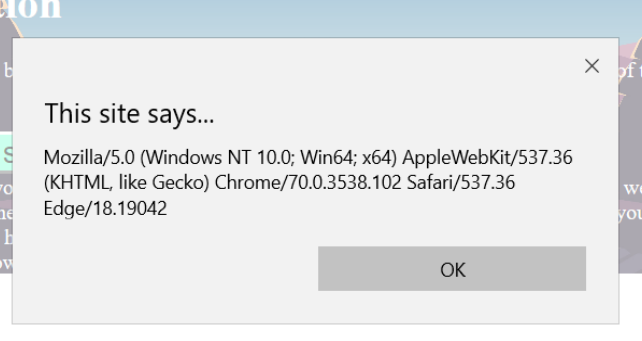 This site says...
Mozilla/5.0 (Windows NT 10.0; Win64; x64) AppleWebKit/537.36
(KHTML, like Gecko) Chrome/70.0.3538.102 Safari/537.36
Edge/18.19042
OK